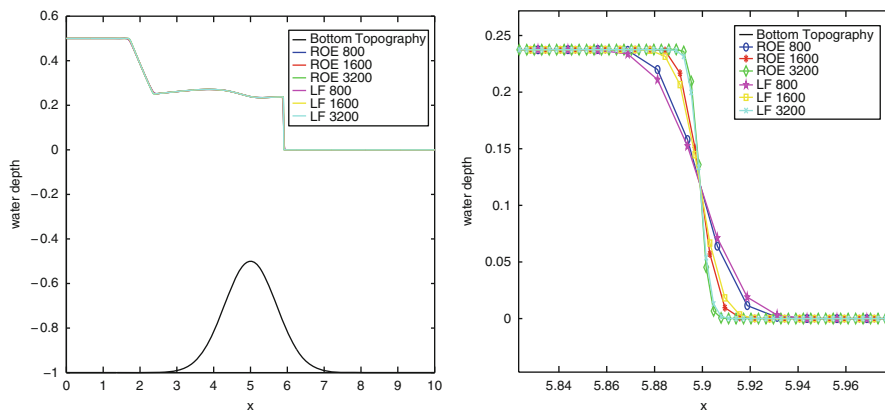 0.6
0.4
0.2
0
−0.2
−0.4
−0.6
−0.8
−1
water depth
0 1 2 3 4 5 6 7 8 9 10
x
Bottom Topography
ROE 800
ROE 1600
ROE 3200
LF 800
LF 1600
LF 3200
0.25
0.2
0.15
0.1
0.05
0
water depth
5.84 5.86 5.88 5.9 5.92 5.94 5.96
x
Bottom Topography
ROE 800
ROE 1600
ROE 3200
LF 800
LF 1600
LF 3200